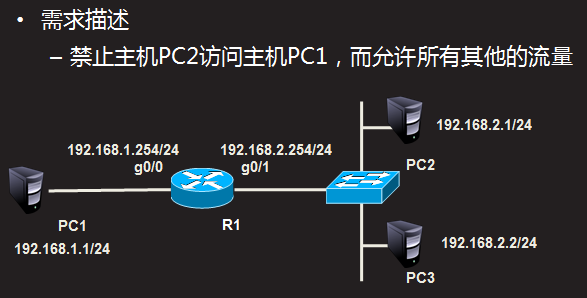 • 需求描述
– 禁止主机PC2访问主机PC1，而允许所有其他的流量
192.168.1.254/24
g0/0
192.168.2.254/24
g0/1
192.168.2.1/24
PC2
PC1
192.168.1.1/24
R1
192.168.2.2/24
PC3